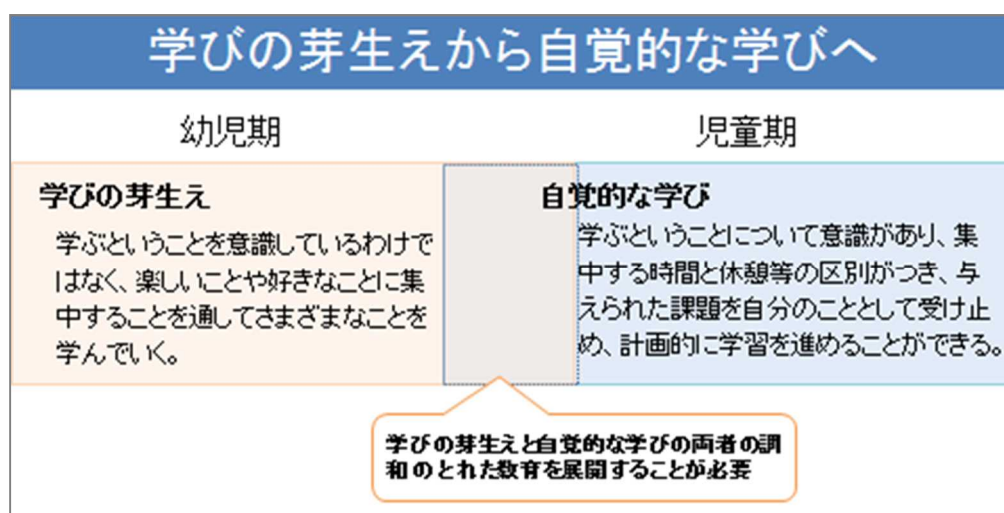 学びの芽生えから自覚的な学びへ
幼児期
児童期
学びの芽生え
学ぶということを意識しているわけで
はなく、楽しいことや好きなことに集
中することを通してさまざまなことを
学んでいく。
自覚的な学び
学ぶということについて意識があり、集
中する時間と休憩等の区別がつき、与
えられた課題を自分のこととして受け止
め、計画的に学習を進めることができる。
学びの芽生えと自覚的な学びの両者の調
和のとれた教育を展開することが必要